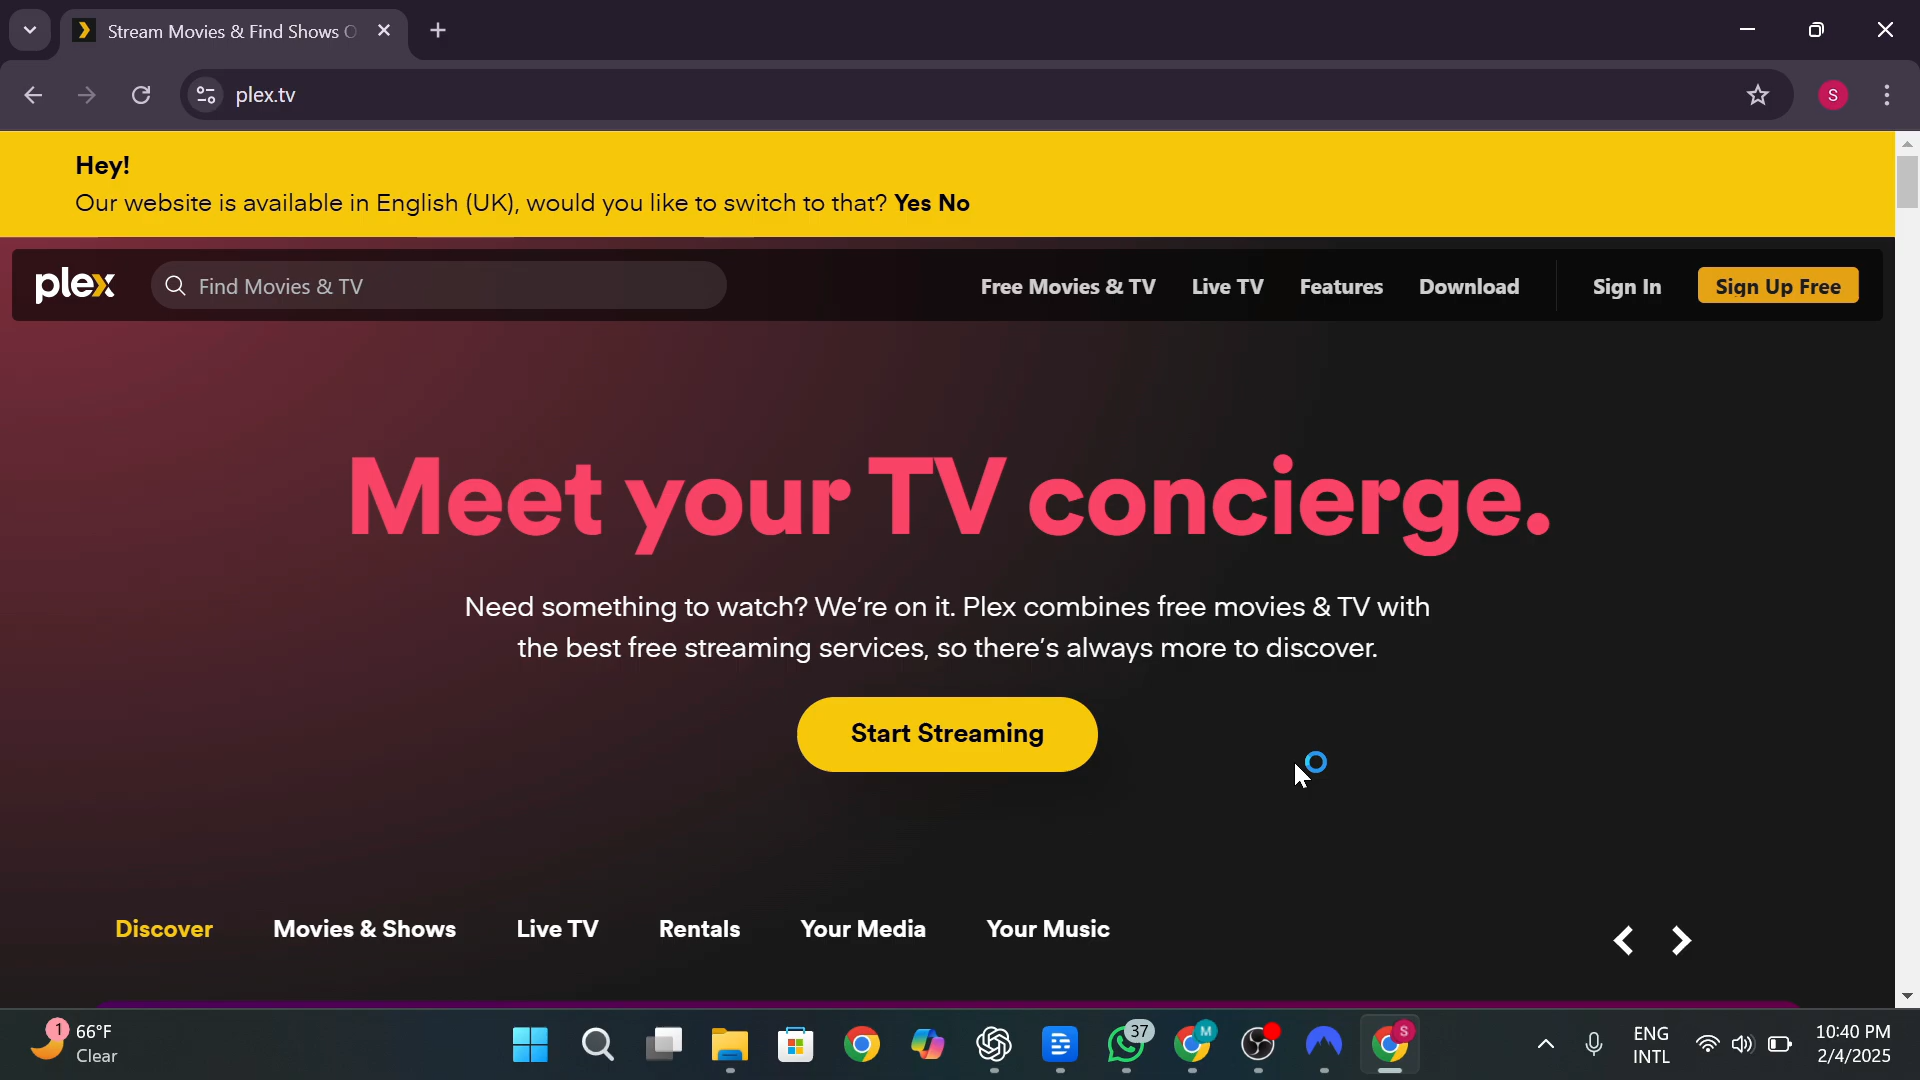 Stream Movies & Find Shows O
plex.tv
S
Hey!
Our website is available in English (UK), would you like to switch to that? Yes No
plex
Find Movies & TV
Free Movies & TV
Live TV
Features
Download
Sign In
Sign Up Free
Meet your TV concierge.
Need something to watch? We're on it. Plex combines free movies & TV with
the best free streaming services, so there's always more to discover.
Start Streaming
Discover
Movies & Shows
Live TV
Rentals
Your Media
Your Music
1
66°F
Clear
37
M
S
ENG
INTL
10:40 PM
2/4/2025